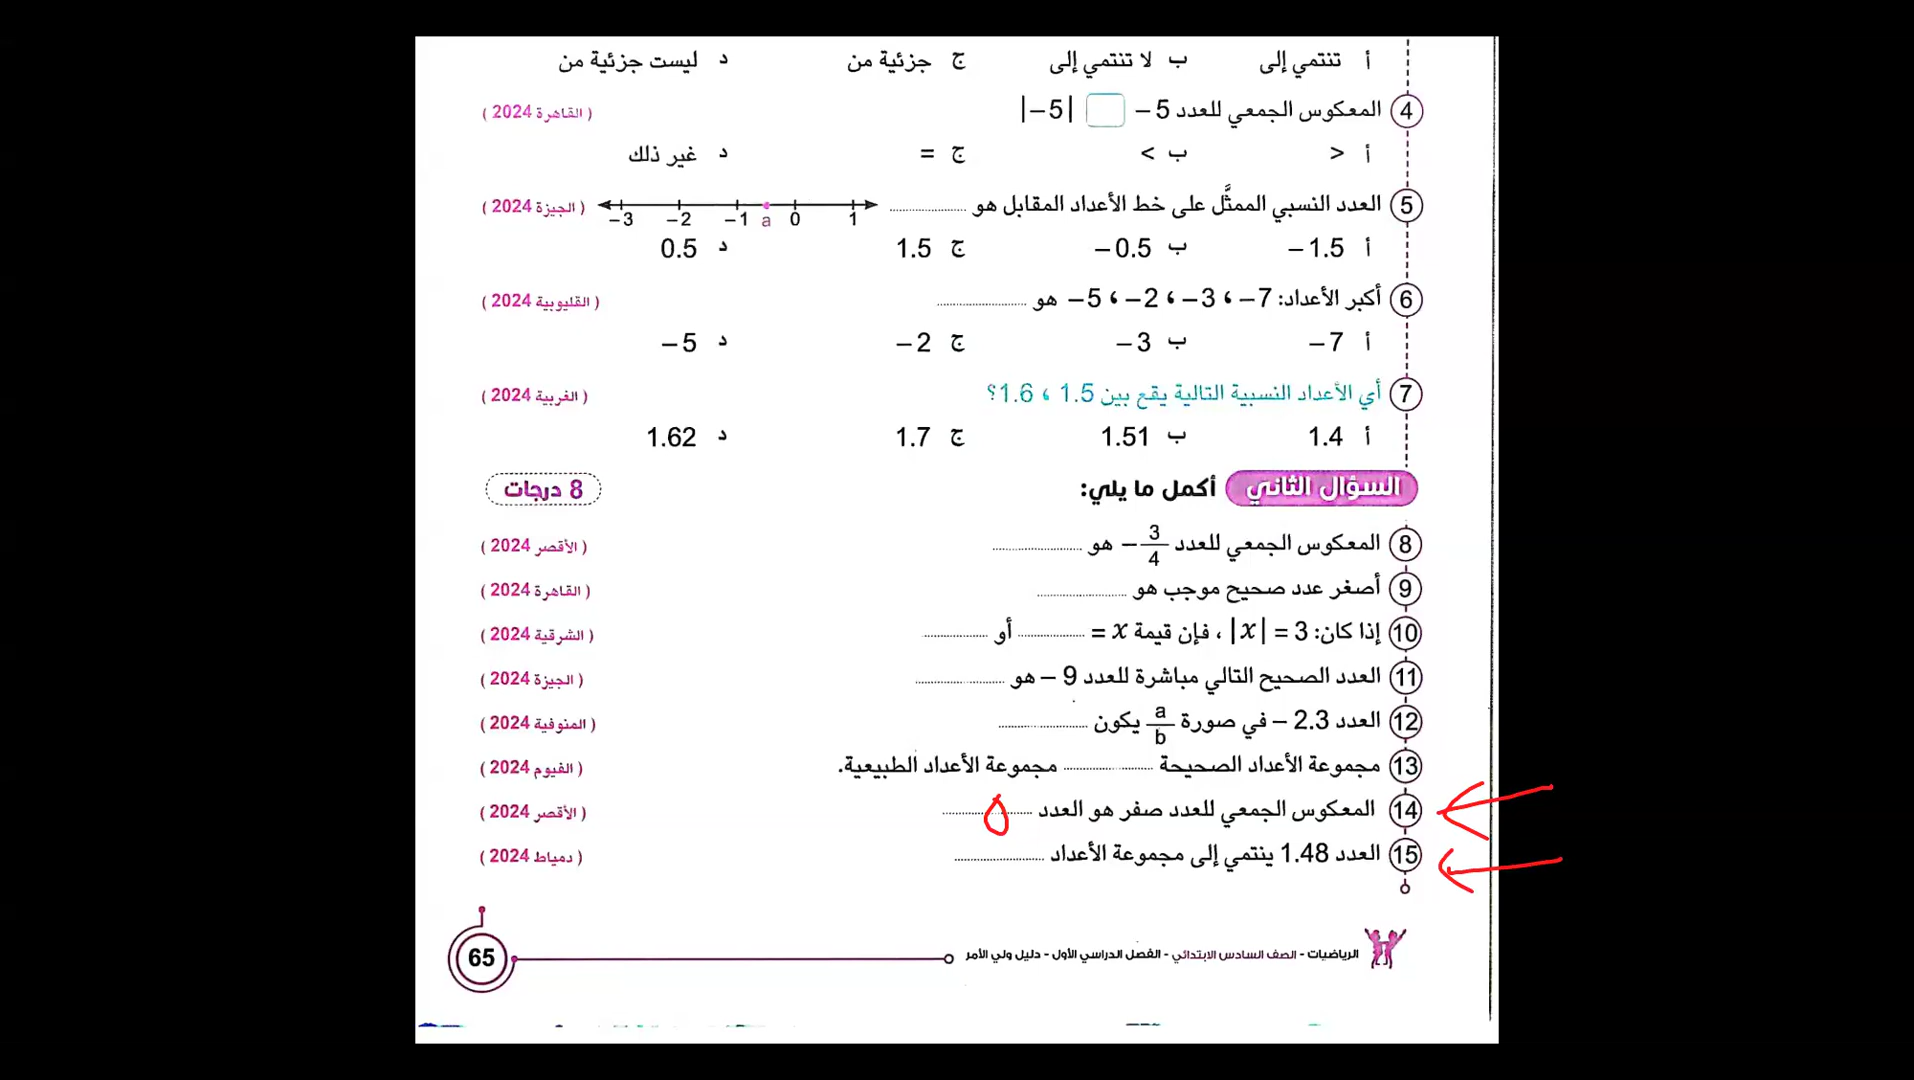 أ تنتمي إلى ب لا تنتمي إلى ج جزئية من د ليست جزئية من
4 المعكوس الجمعي للعدد 5 – □ |– 5| ( القاهرة 2024 )
أ > ب < ج = د غير ذلك
5 العدد النسبي الممثَّل على خط الأعداد المقابل هو .................... ( الجيزة 2024 )
–3 –2 –1 a 0 1
أ – 1.5 ب – 0.5 ج 1.5 د 0.5
6 أكبر الأعداد: – 7 ، – 3 ، – 2 ، – 5 هو .................... ( القليوبية 2024 )
أ – 7 ب – 3 ج – 2 د – 5
7 أي الأعداد النسبية التالية يقع بين 1.5 ، 1.6؟ ( الغربية 2024 )
أ 1.4 ب 1.51 ج 1.7 د 1.62
السؤال الثاني أكمل ما يلي: 8 درجات
8 المعكوس الجمعي للعدد – 3/4 هو .................... ( الأقصر 2024 )
9 أصغر عدد صحيح موجب هو .................... ( القاهرة 2024 )
10 إذا كان: |x| = 3 ، فإن قيمة x = ................ أو ................ ( الشرقية 2024 )
11 العدد الصحيح التالي مباشرة للعدد 9 – هو .................... ( الجيزة 2024 )
12 العدد 2.3 – في صورة a/b يكون .................... ( المنوفية 2024 )
13 مجموعة الأعداد الصحيحة .................... مجموعة الأعداد الطبيعية. ( الفيوم 2024 )
14 المعكوس الجمعي للعدد صفر هو العدد ........0........ ( الأقصر 2024 )
15 العدد 1.48 ينتمي إلى مجموعة الأعداد .................... ( دمياط 2024 )
الرياضيات - الصف السادس الابتدائي - الفصل الدراسي الأول - دليل ولي الأمر
65